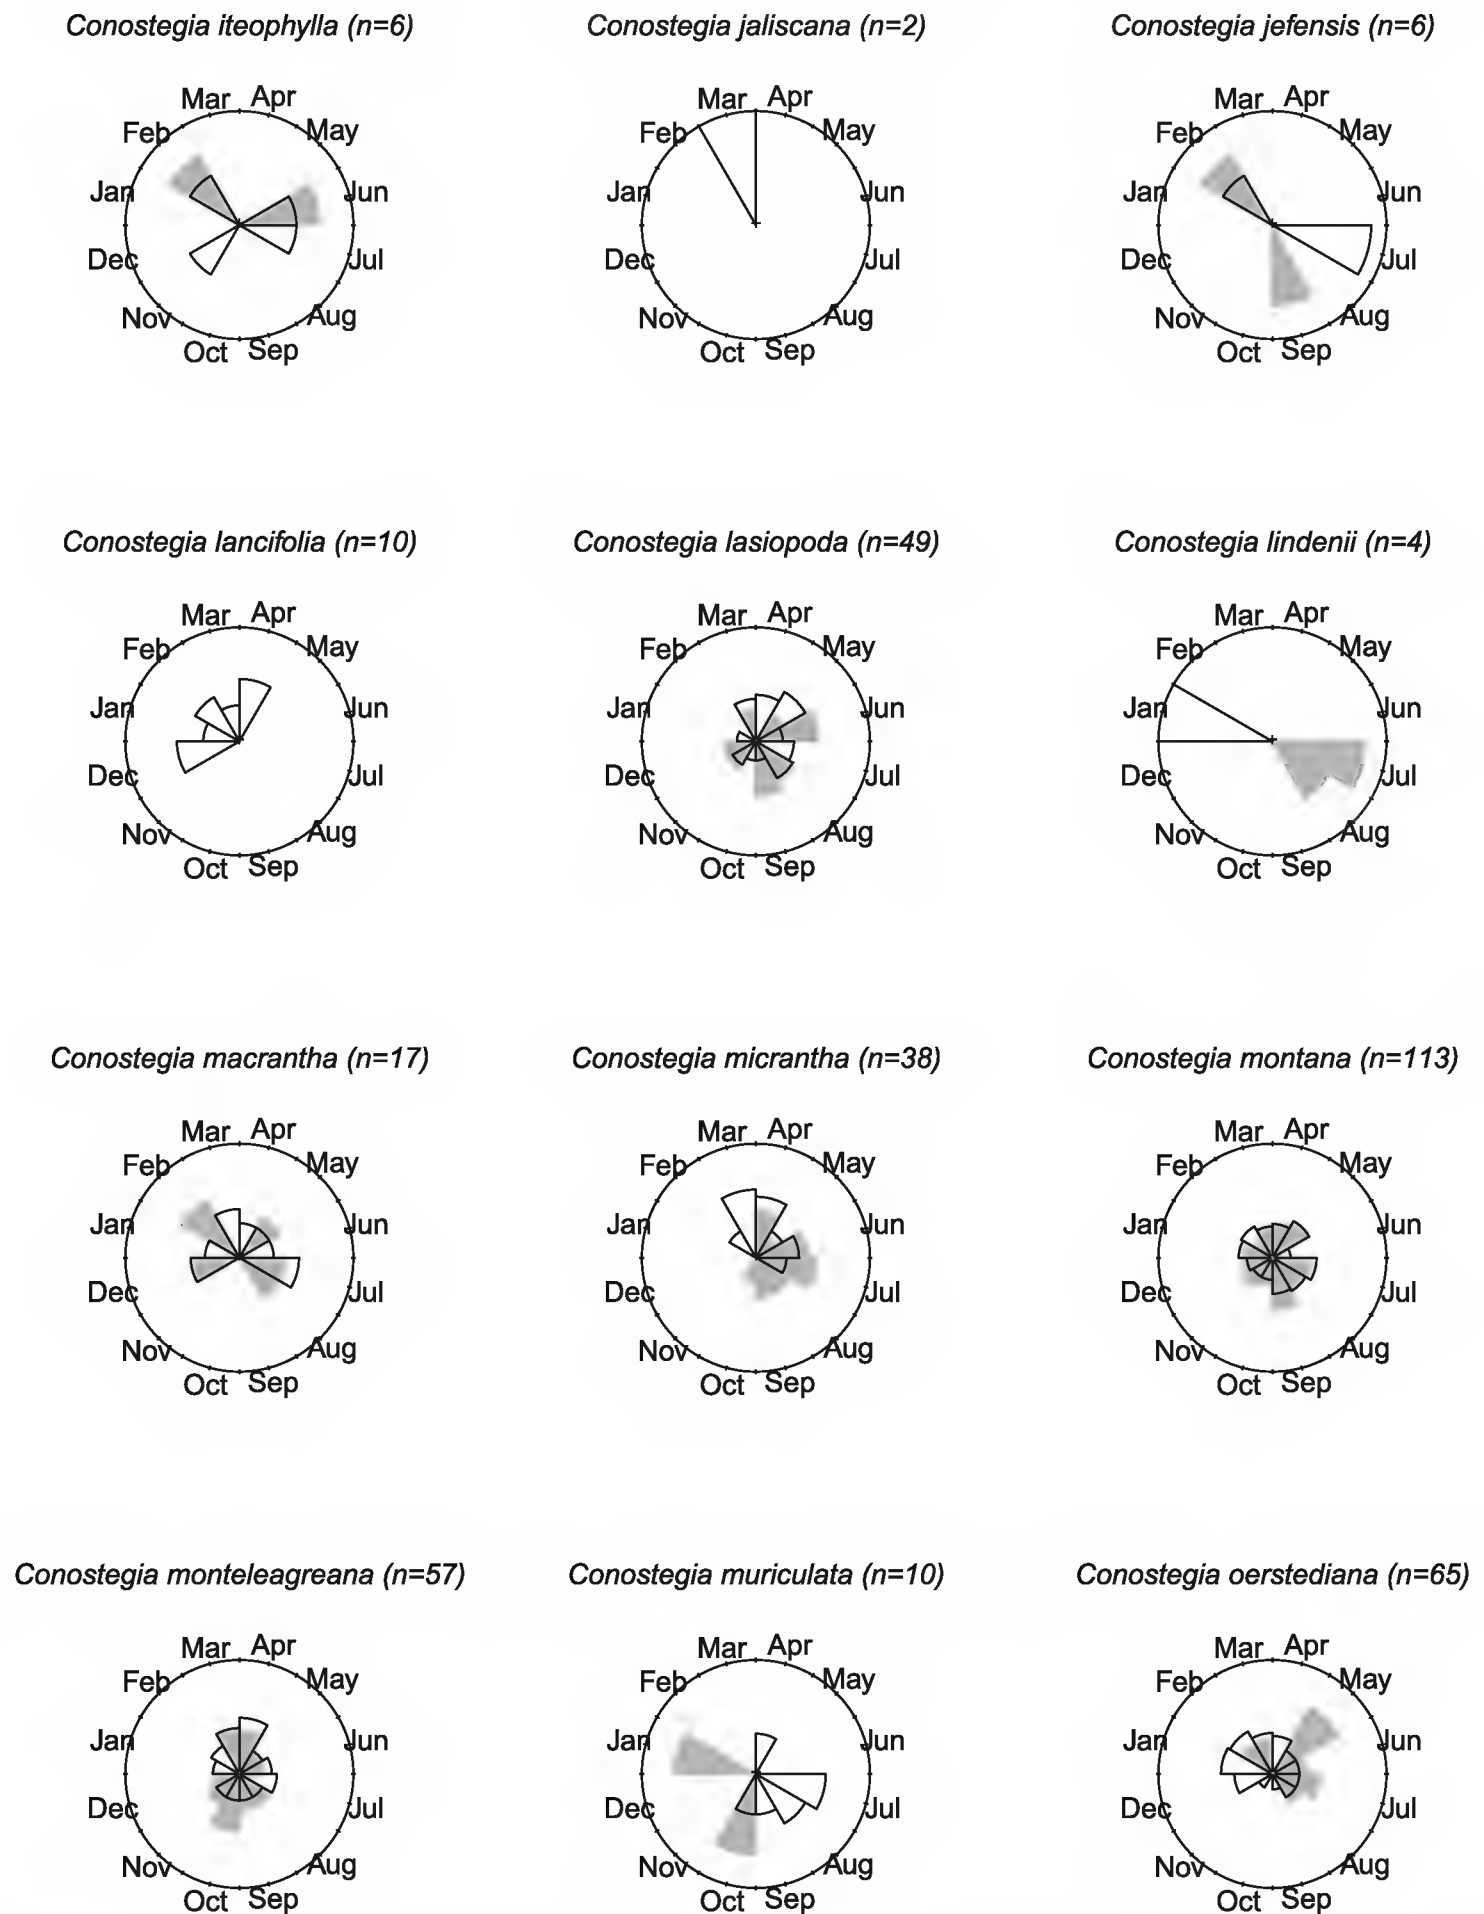 Conostegia iteophylla (n=6)
Mar Apr
Feb May
Jan Jun
Dec Jul
Nov Aug
Oct Sep
Conostegia jaliscana (n=2)
Mar Apr
Feb May
Jan Jun
Dec Jul
Nov Aug
Oct Sep
Conostegia jefensis (n=6)
Mar Apr
Feb May
Jan Jun
Dec Jul
Nov Aug
Oct Sep
Conostegia lancifolia (n=10)
Mar Apr
Feb May
Jan Jun
Dec Jul
Nov Aug
Oct Sep
Conostegia lasiopoda (n=49)
Mar Apr
Feb May
Jan Jun
Dec Jul
Nov Aug
Oct Sep
Conostegia lindenii (n=4)
Mar Apr
Feb May
Jan Jun
Dec Jul
Nov Aug
Oct Sep
Conostegia macrantha (n=17)
Mar Apr
Feb May
Jan Jun
Dec Jul
Nov Aug
Oct Sep
Conostegia micrantha (n=38)
Mar Apr
Feb May
Jan Jun
Dec Jul
Nov Aug
Oct Sep
Conostegia montana (n=113)
Mar Apr
Feb May
Jan Jun
Dec Jul
Nov Aug
Oct Sep
Conostegia monteleagreana (n=57)
Mar Apr
Feb May
Jan Jun
Dec Jul
Nov Aug
Oct Sep
Conostegia muriculata (n=10)
Mar Apr
Feb May
Jan Jun
Dec Jul
Nov Aug
Oct Sep
Conostegia oerstediana (n=65)
Mar Apr
Feb May
Jan Jun
Dec Jul
Nov Aug
Oct Sep